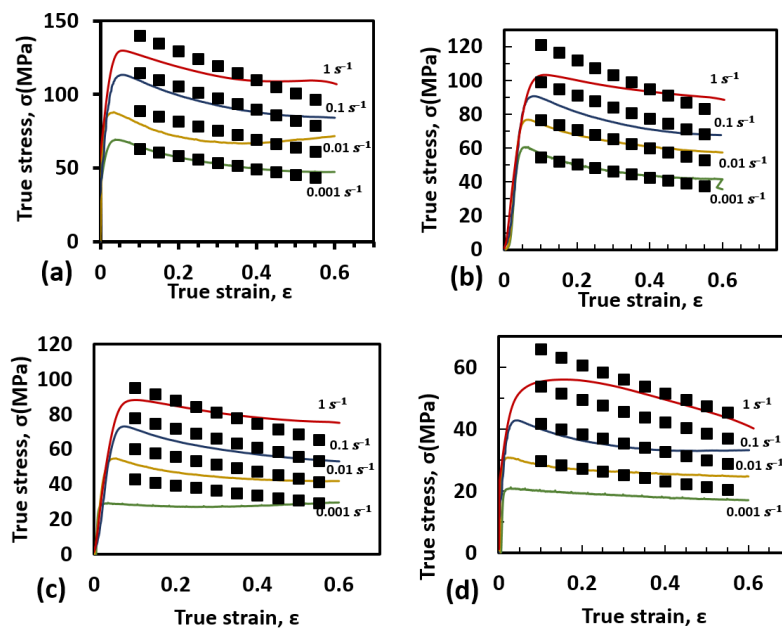 True stress, σ(MPa)
150
100
50
0
0
0.2
0.4
0.6
1 s⁻¹
0.1 s⁻¹
0.01 s⁻¹
0.001 s⁻¹
(a)
True strain, ε
True stress, σ(MPa)
120
100
80
60
40
20
0
0
0.2
0.4
0.6
1 s⁻¹
0.1 s⁻¹
0.01 s⁻¹
0.001 s⁻¹
(b)
True strain, ε
True stress, σ(MPa)
120
100
80
60
40
20
0
0
0.2
0.4
0.6
1 s⁻¹
0.1 s⁻¹
0.01 s⁻¹
0.001 s⁻¹
(c)
True strain, ε
True stress, σ(MPa)
60
40
20
0
0
0.2
0.4
0.6
1 s⁻¹
0.1 s⁻¹
0.01 s⁻¹
0.001 s⁻¹
(d)
True strain, ε